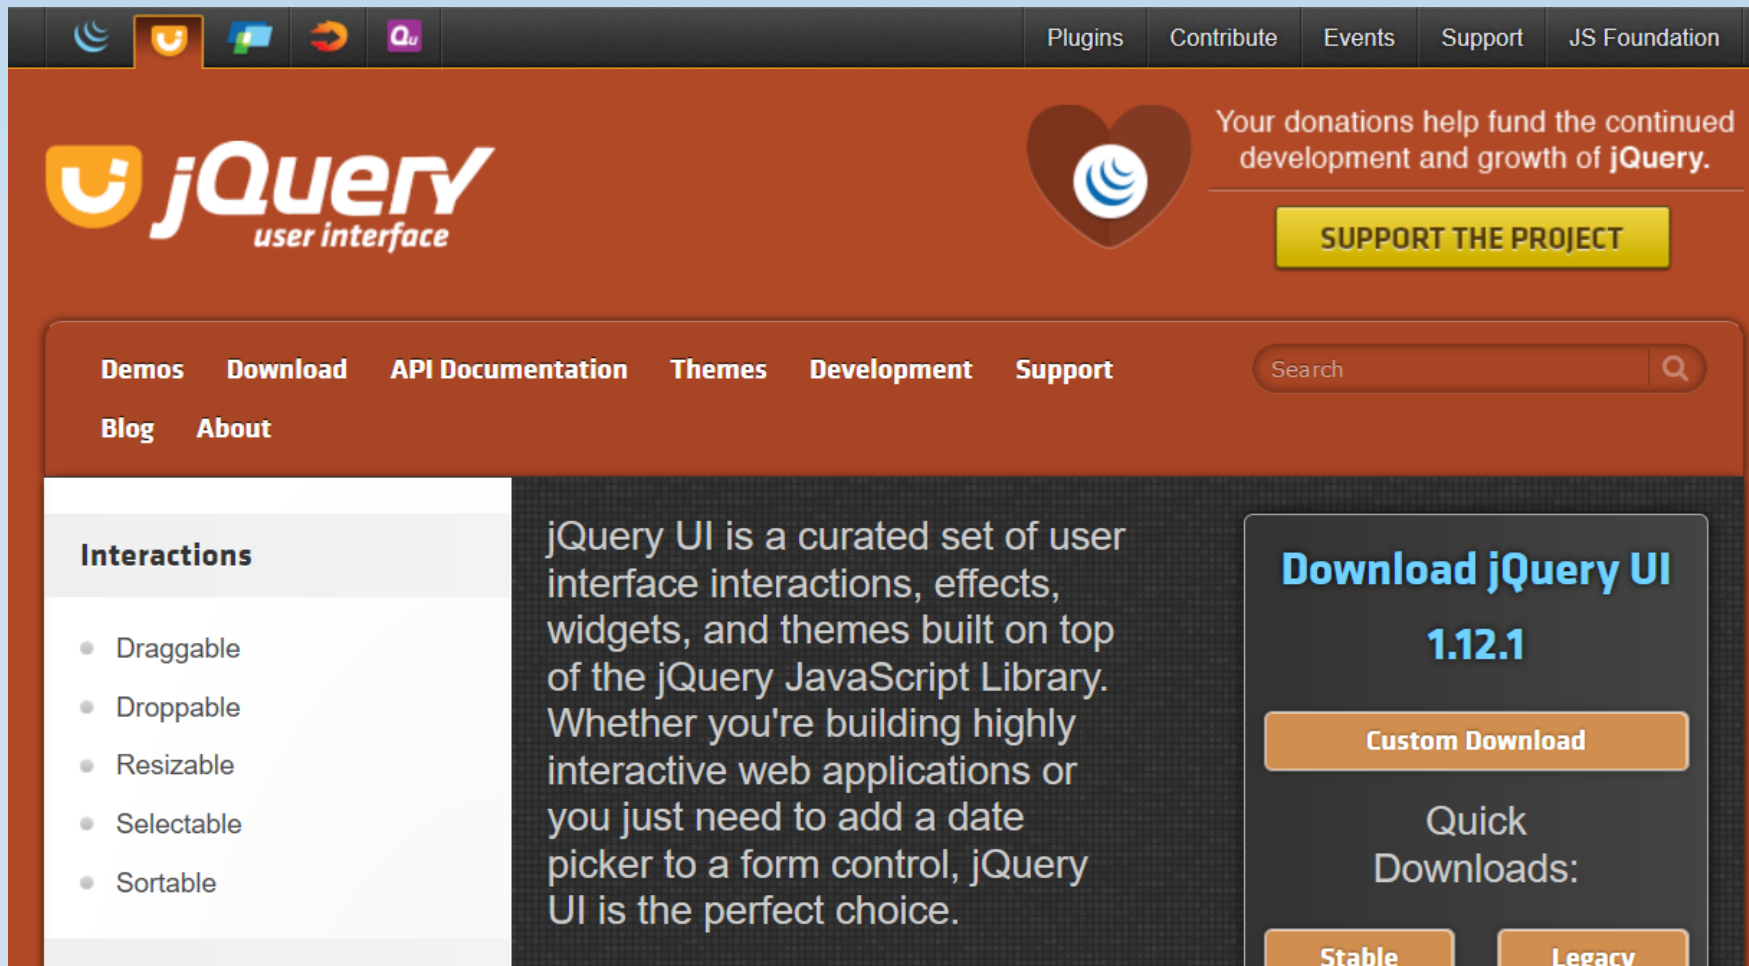 Qu
Plugins
Contribute
Events
Support
JS Foundation
jQuery
user interface
Your donations help fund the continued
development and growth of jQuery.
SUPPORT THE PROJECT
Demos
Download
API Documentation
Themes
Development
Support
Search
Blog
About
Interactions
Draggable
Droppable
Resizable
Selectable
Sortable
jQuery UI is a curated set of user
interface interactions, effects,
widgets, and themes built on top
of the jQuery JavaScript Library.
Whether you're building highly
interactive web applications or
you just need to add a date
picker to a form control, jQuery
UI is the perfect choice.
Download jQuery UI
1.12.1
Custom Download
Quick
Downloads:
Stable
Legacy